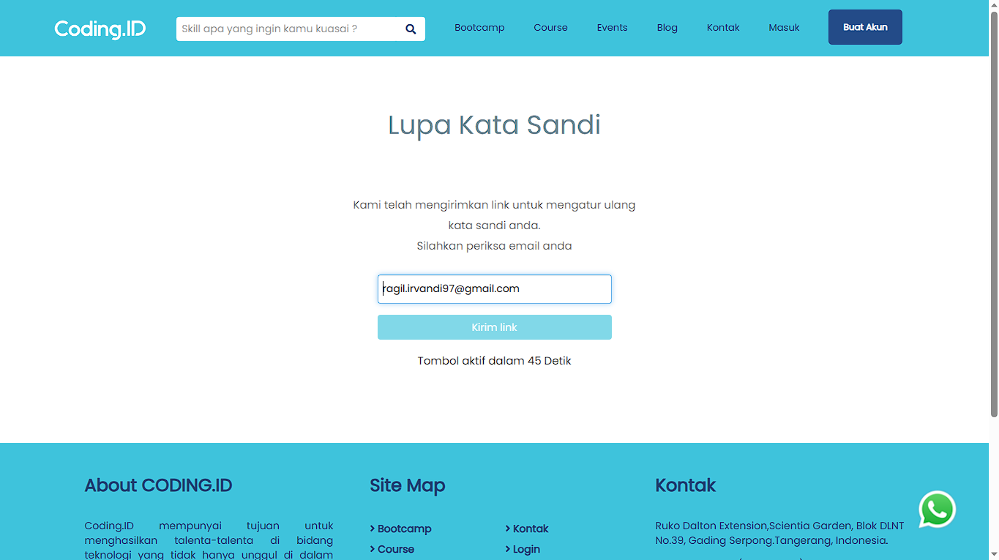 Coding.ID
Skill apa yang ingin kamu kuasai ?
Bootcamp
Course
Events
Blog
Kontak
Masuk
Buat Akun
Lupa Kata Sandi
Kami telah mengirimkan link untuk mengatur ulang
kata sandi anda.
Silahkan periksa email anda
ragil.irvandi97@gmail.com
Kirim link
Tombol aktif dalam 45 Detik
About CODING.ID
Coding.ID mempunyai tujuan untuk
menghasilkan talenta-talenta di bidang
teknologi yang tidak hanya unggul di dalam
Site Map
Bootcamp
Course
Kontak
Login
Kontak
Ruko Dalton Extension,Scientia Garden, Blok DLNT
No.39, Gading Serpong.Tangerang, Indonesia.